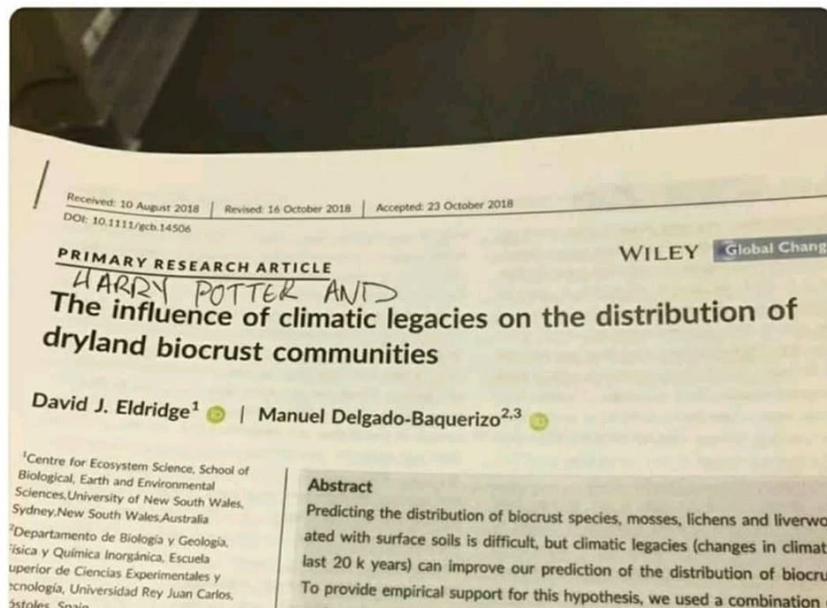 Received: 10 August 2018 | Revised: 16 October 2018 | Accepted: 23 October 2018
DOI: 10.1111/gcb.14506
WILEY Global Chang
PRIMARY RESEARCH ARTICLE
HARRY POTTER AND
The influence of climatic legacies on the distribution of
dryland biocrust communities
David J. Eldridge1 iD | Manuel Delgado-Baquerizo2,3 iD
1Centre for Ecosystem Science, School of
Biological, Earth and Environmental
Sciences,University of New South Wales,
Sydney,New South Wales,Australia
2Departamento de Biología y Geología,
ísica y Química Inorgánica, Escuela
uperior de Ciencias Experimentales y
ecnología, Universidad Rey Juan Carlos,
óstoles, Spain
Abstract
Predicting the distribution of biocrust species, mosses, lichens and liverwo
ated with surface soils is difficult, but climatic legacies (changes in climat
last 20 k years) can improve our prediction of the distribution of biocru
To provide empirical support for this hypothesis, we used a combination